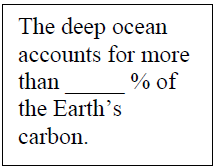 The deep ocean
accounts for more
than _____ % of
the Earth's
carbon.